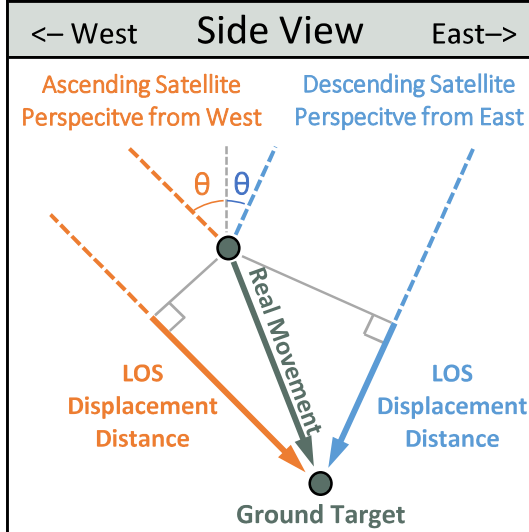 <– West Side View East–>
Ascending Satellite
Perspecitve from West
Descending Satellite
Perspecitve from East
θ θ
Real Movement
LOS
Displacement
Distance
LOS
Displacement
Distance
Ground Target